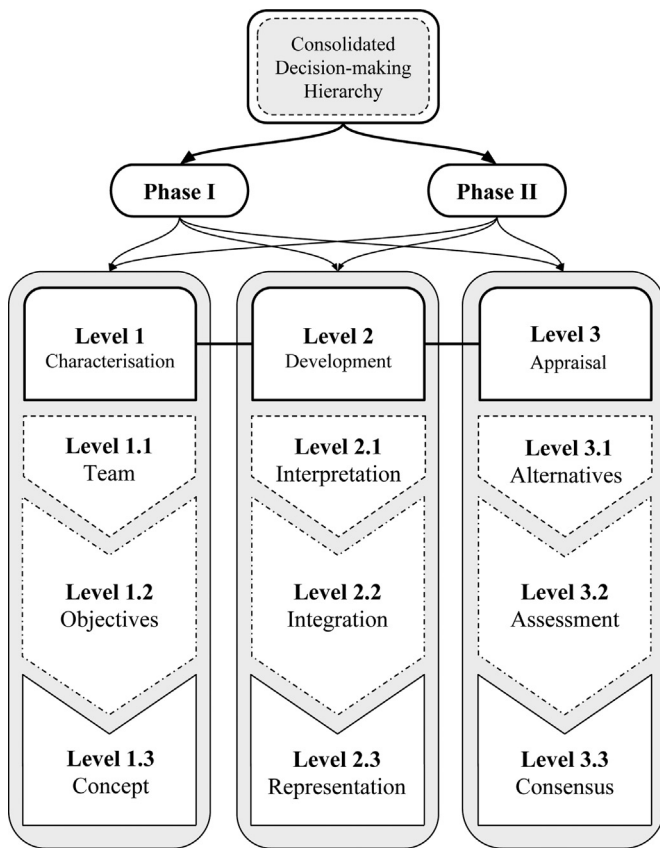 Consolidated
Decision-making
Hierarchy
Phase I
Phase II
Level 1
Characterisation
Level 2
Development
Level 3
Appraisal
Level 1.1
Team
Level 2.1
Interpretation
Level 3.1
Alternatives
Level 1.2
Objectives
Level 2.2
Integration
Level 3.2
Assessment
Level 1.3
Concept
Level 2.3
Representation
Level 3.3
Consensus